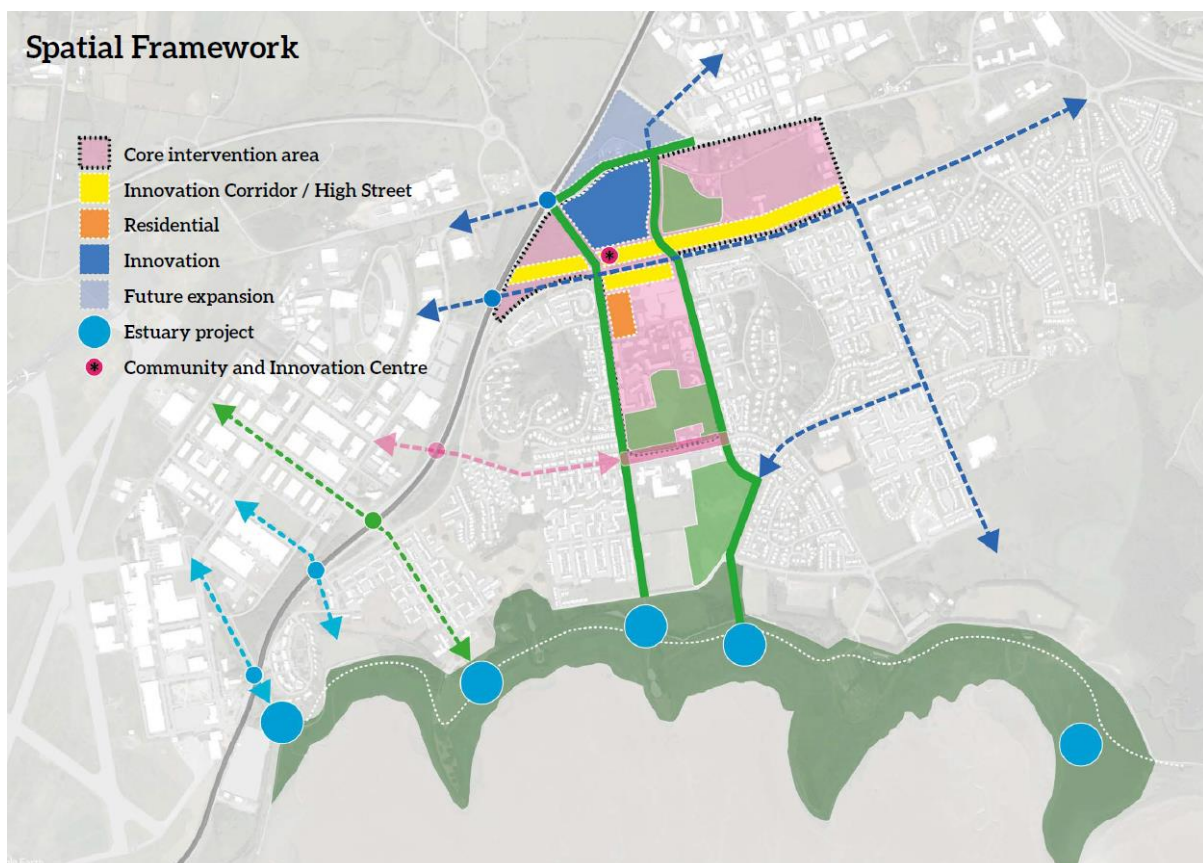 Spatial Framework
Core intervention area
Innovation Corridor / High Street
Residential
Innovation
Future expansion
Estuary project
* Community and Innovation Centre